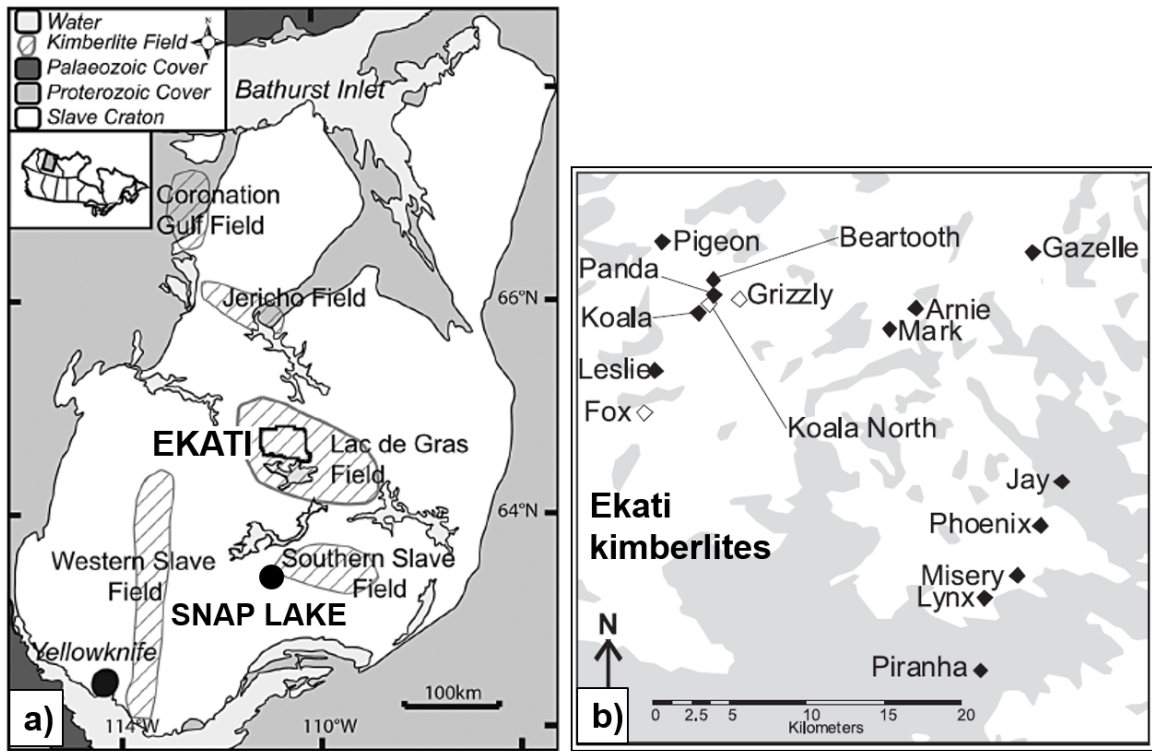 Water
Kimberlite Field
N
Palaeozoic Cover
Proterozoic Cover
Slave Craton
Bathurst Inlet
Coronation
Gulf Field
Jericho Field
66°N
EKATI
Lac de Gras
Field
64°N
Western Slave
Field
Southern Slave
Field
SNAP LAKE
Yellowknife
100km
a)
114°W
110°W
Pigeon
Beartooth
Gazelle
Panda
Grizzly
Koala
Arnie
Mark
Leslie
Fox
Koala North
Jay
Ekati
kimberlites
Phoenix
Misery
Lynx
N
Piranha
b)
0 2.5 5 10 15 20
Kilometers